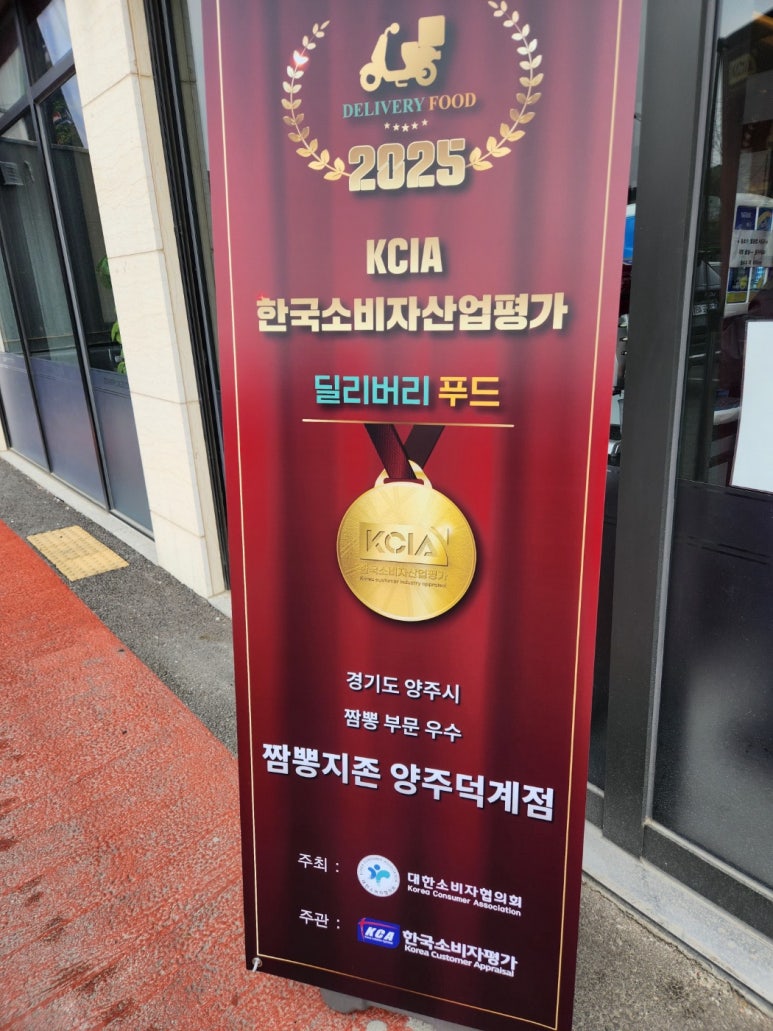 DELIVERY FOOD
2025
KCIA
한국소비자산업평가
딜리버리 푸드
KCIA
한국소비자산업평가
Korea customer industry appraisal
경기도 양주시
짬뽕 부문 우수
짬뽕지존 양주덕계점
주최 :
대한소비자협의회
Korea Consumer Association
주관 :
KCA
한국소비자평가
Korea Customer Appraisal